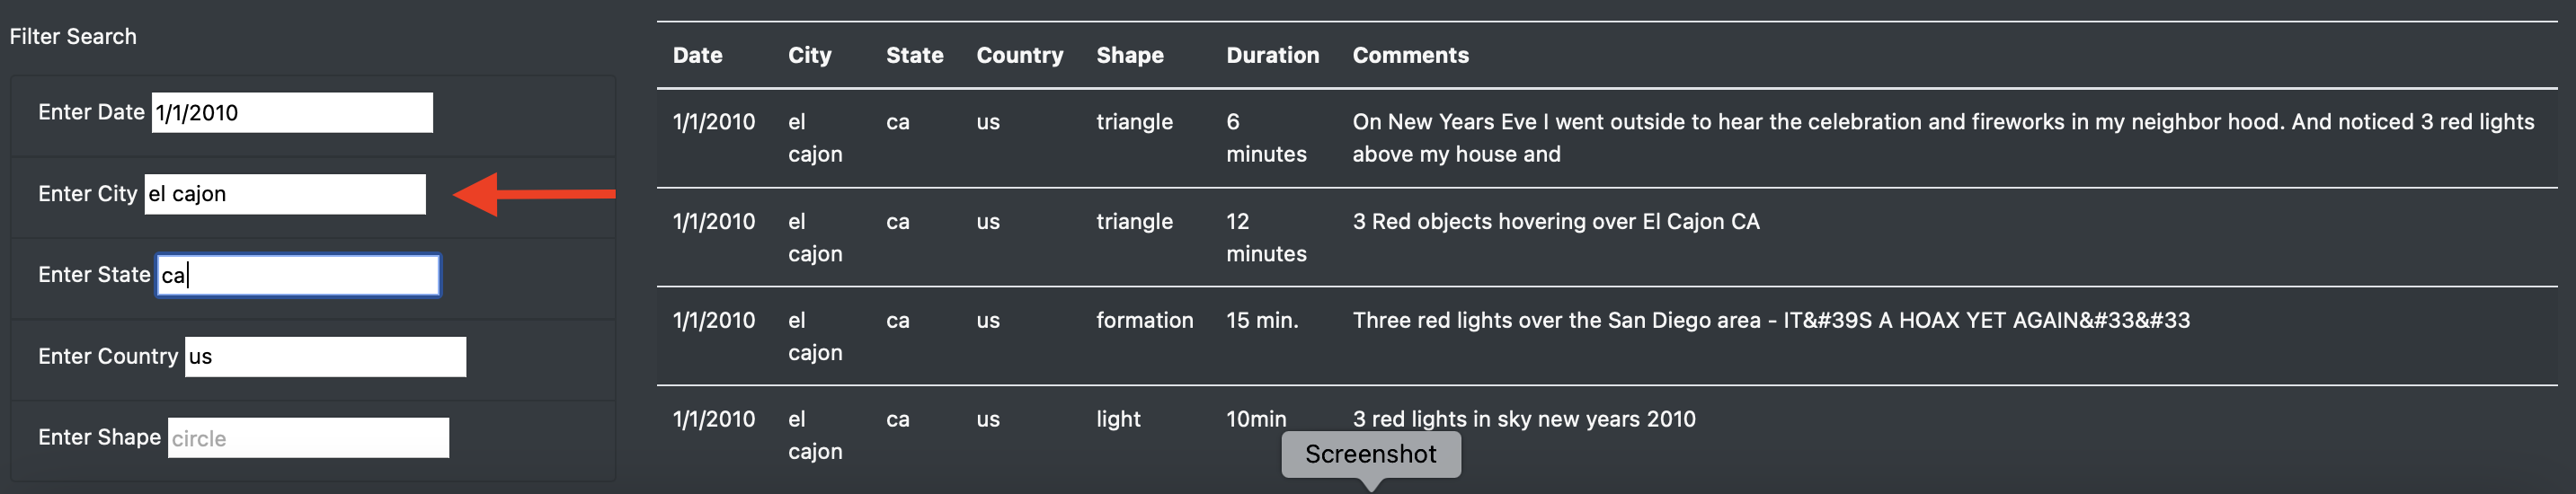 Filter Search
Enter Date 1/1/2010
Enter City el cajon
Enter State ca
Enter Country us
Enter Shape circle
Date City State Country Shape Duration Comments
1/1/2010 el ca us triangle 6 On New Years Eve I went outside to hear the celebration and fireworks in my neighbor hood. And noticed 3 red lights
cajon minutes above my house and
1/1/2010 el ca us triangle 12 3 Red objects hovering over El Cajon CA
cajon minutes
1/1/2010 el ca us formation 15 min. Three red lights over the San Diego area - IT&#39S A HOAX YET AGAIN&#33&#33
cajon
1/1/2010 el ca us light 10min 3 red lights in sky new years 2010
cajon
Screenshot